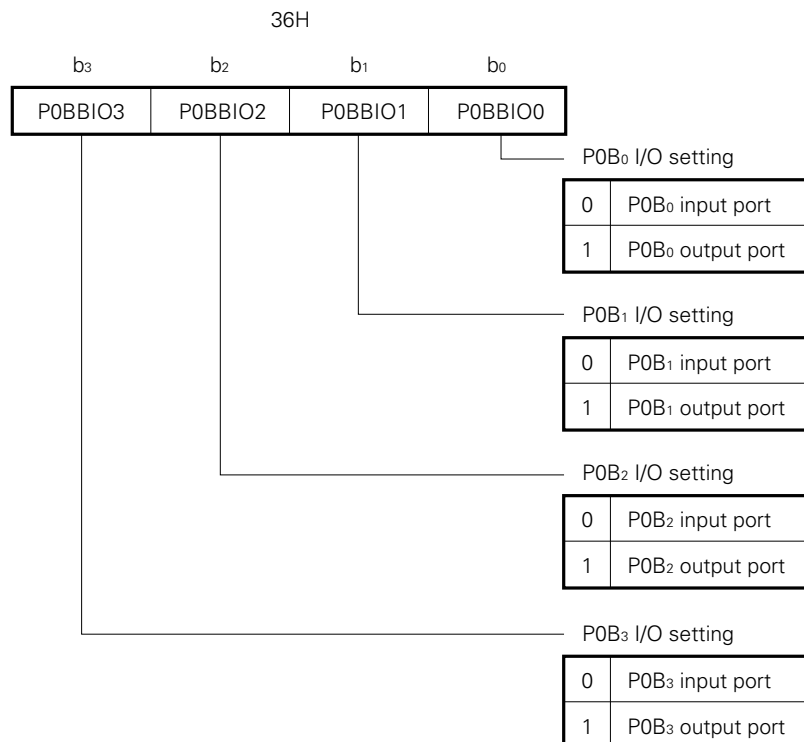 36H
b3 b2 b1 b0
P0BBIO3 P0BBIO2 P0BBIO1 P0BBIO0
P0B0 I/O setting
0 P0B0 input port
1 P0B0 output port
P0B1 I/O setting
0 P0B1 input port
1 P0B1 output port
P0B2 I/O setting
0 P0B2 input port
1 P0B2 output port
P0B3 I/O setting
0 P0B3 input port
1 P0B3 output port